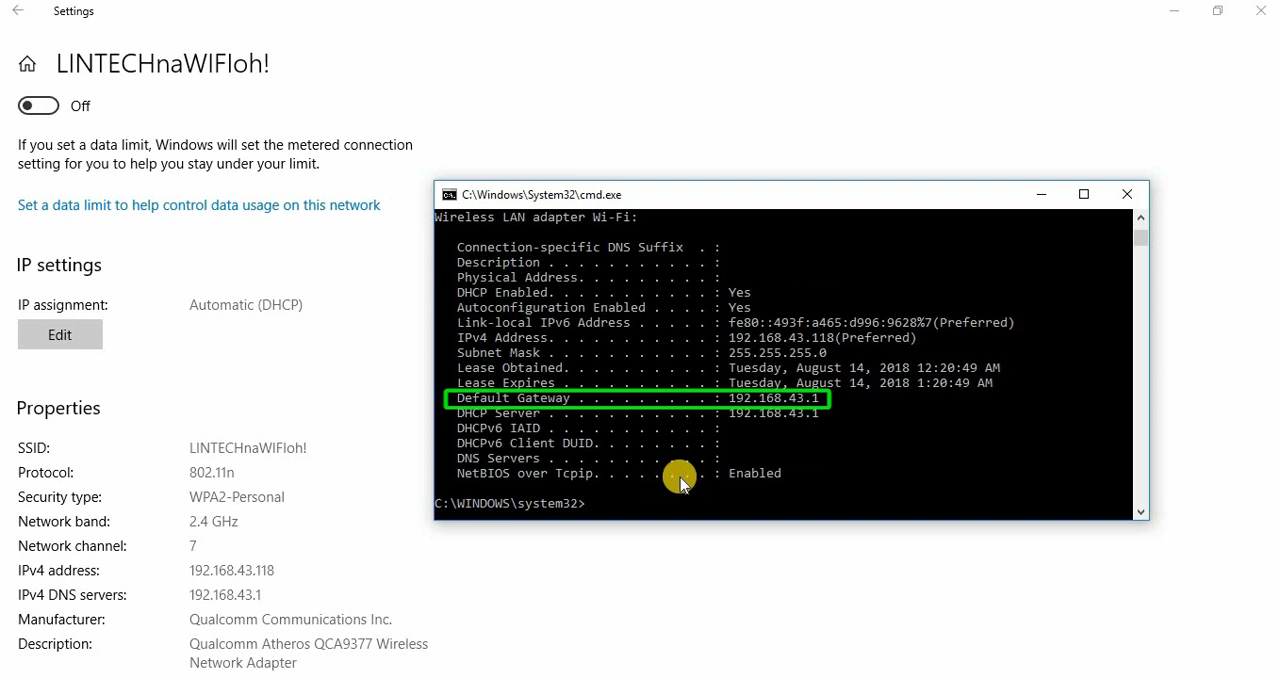 Settings
LINTECHnaWIFIoh!
Off
If you set a data limit, Windows will set the metered connection
setting for you to help you stay under your limit.
Set a data limit to help control data usage on this network
IP settings
IP assignment: Automatic (DHCP)
Edit
Properties
SSID: LINTECHnaWIFIoh!
Protocol: 802.11n
Security type: WPA2-Personal
Network band: 2.4 GHz
Network channel: 7
IPv4 address: 192.168.43.118
IPv4 DNS servers: 192.168.43.1
Manufacturer: Qualcomm Communications Inc.
Description: Qualcomm Atheros QCA9377 Wireless
Network Adapter
C:\Windows\System32\cmd.exe
Wireless LAN adapter Wi-Fi:
Connection-specific DNS Suffix . :
Description . . . . . . . . . . . :
Physical Address. . . . . . . . . :
DHCP Enabled. . . . . . . . . . . : Yes
Autoconfiguration Enabled . . . . : Yes
Link-local IPv6 Address . . . . . : fe80::493f:a465:d996:9628%7(Preferred)
IPv4 Address. . . . . . . . . . . : 192.168.43.118(Preferred)
Subnet Mask . . . . . . . . . . . : 255.255.255.0
Lease Obtained. . . . . . . . . . : Tuesday, August 14, 2018 12:20:49 AM
Lease Expires . . . . . . . . . . : Tuesday, August 14, 2018 1:20:49 AM
Default Gateway . . . . . . . . . : 192.168.43.1
DHCP Server . . . . . . . . . . . : 192.168.43.1
DHCPv6 IAID . . . . . . . . . . . :
DHCPv6 Client DUID. . . . . . . . :
DNS Servers . . . . . . . . . . . :
NetBIOS over Tcpip. . . . . . . . : Enabled
C:\WINDOWS\system32>